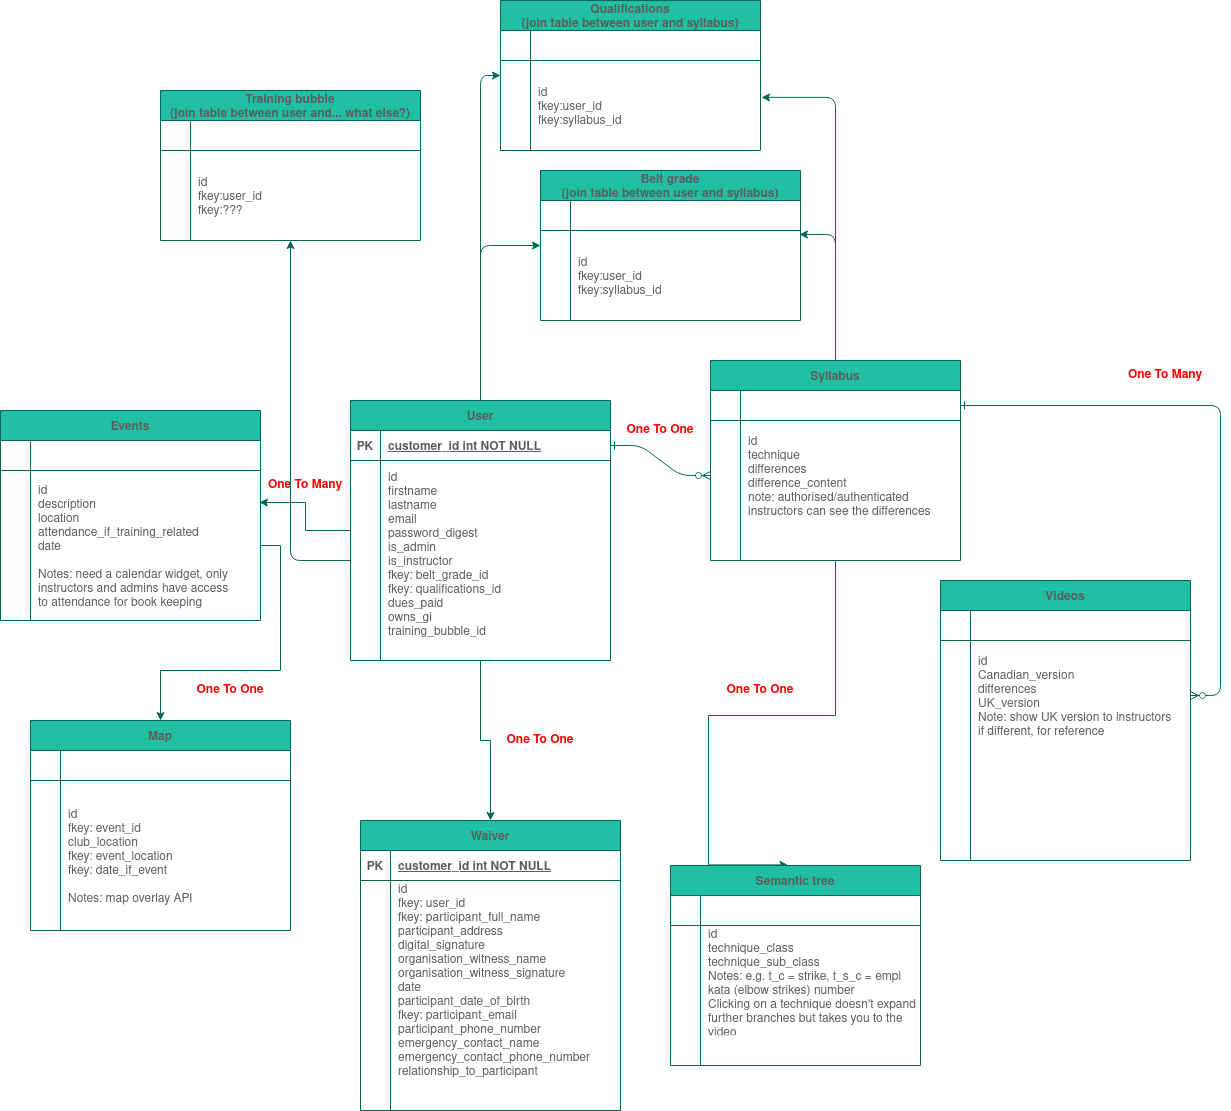 Qualifications
(join table between user and syllabus)
id
fkey:user_id
fkey:syllabus_id
Training bubble
(join table between user and... what else?)
id
fkey:user_id
fkey:???
Belt grade
(join table between user and syllabus)
id
fkey:user_id
fkey:syllabus_id
Syllabus
id
technique
differences
difference_content
note: authorised/authenticated
instructors can see the differences
One To Many
User
PK
customer_id int NOT NULL
id
firstname
lastname
email
password_digest
is_admin
is_instructor
fkey: belt_grade_id
fkey: qualifications_id
dues_paid
owns_gi
training_bubble_id
One To One
Events
id
description
location
attendance_if_training_related
date
Notes: need a calendar widget, only
instructors and admins have access
to attendance for book keeping
One To Many
Videos
id
Canadian_version
differences
UK_version
Note: show UK version to instructors
if different, for reference
One To One
One To One
One To One
Map
id
fkey: event_id
club_location
fkey: event_location
fkey: date_if_event
Notes: map overlay API
Waiver
PK
customer_id int NOT NULL
id
fkey: user_id
fkey: participant_full_name
participant_address
digital_signature
organisation_witness_name
organisation_witness_signature
date
participant_date_of_birth
fkey: participant_email
participant_phone_number
emergency_contact_name
emergency_contact_phone_number
relationship_to_participant
Semantic tree
id
technique_class
technique_sub_class
Notes: e.g. t_c = strike, t_s_c = empi
kata (elbow strikes) number
Clicking on a technique doesn't expand
further branches but takes you to the
video